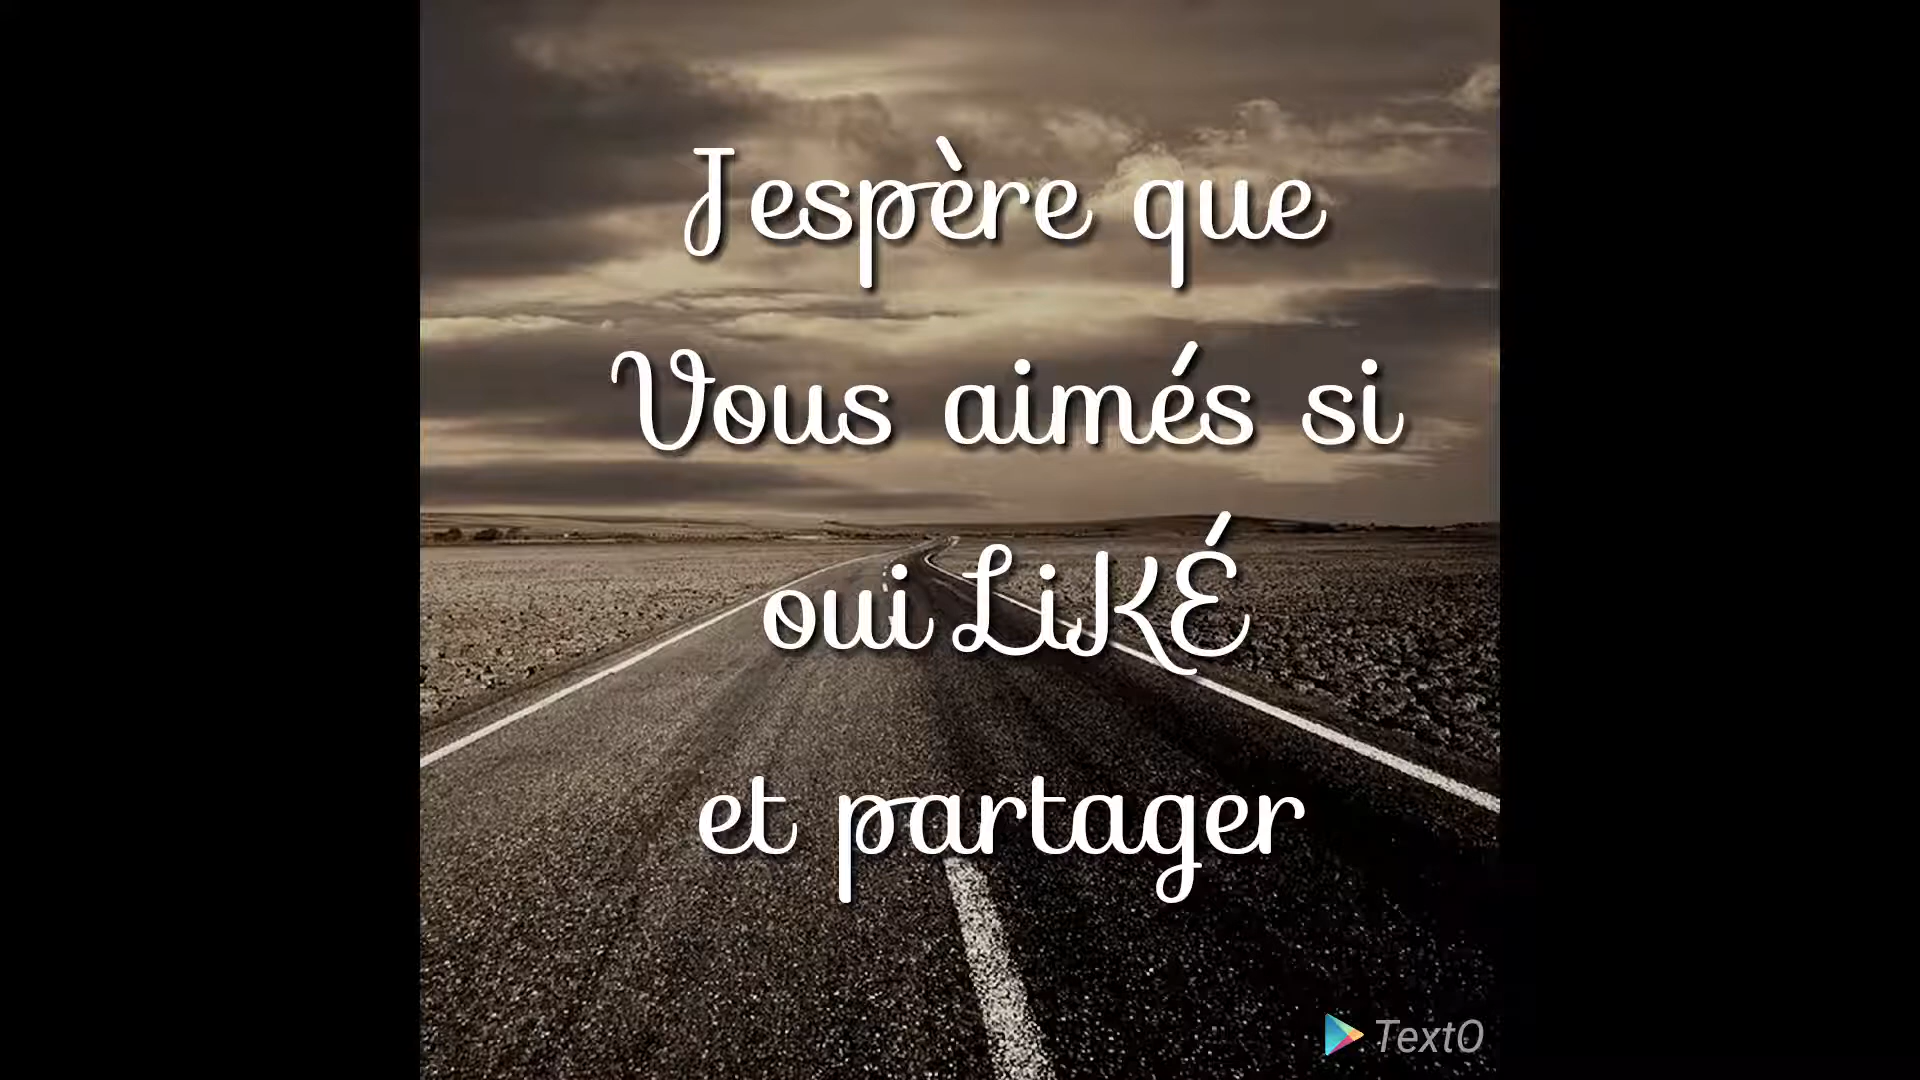 J espère que
Vous aimés si
oui LiKÉ
et partager
TextO